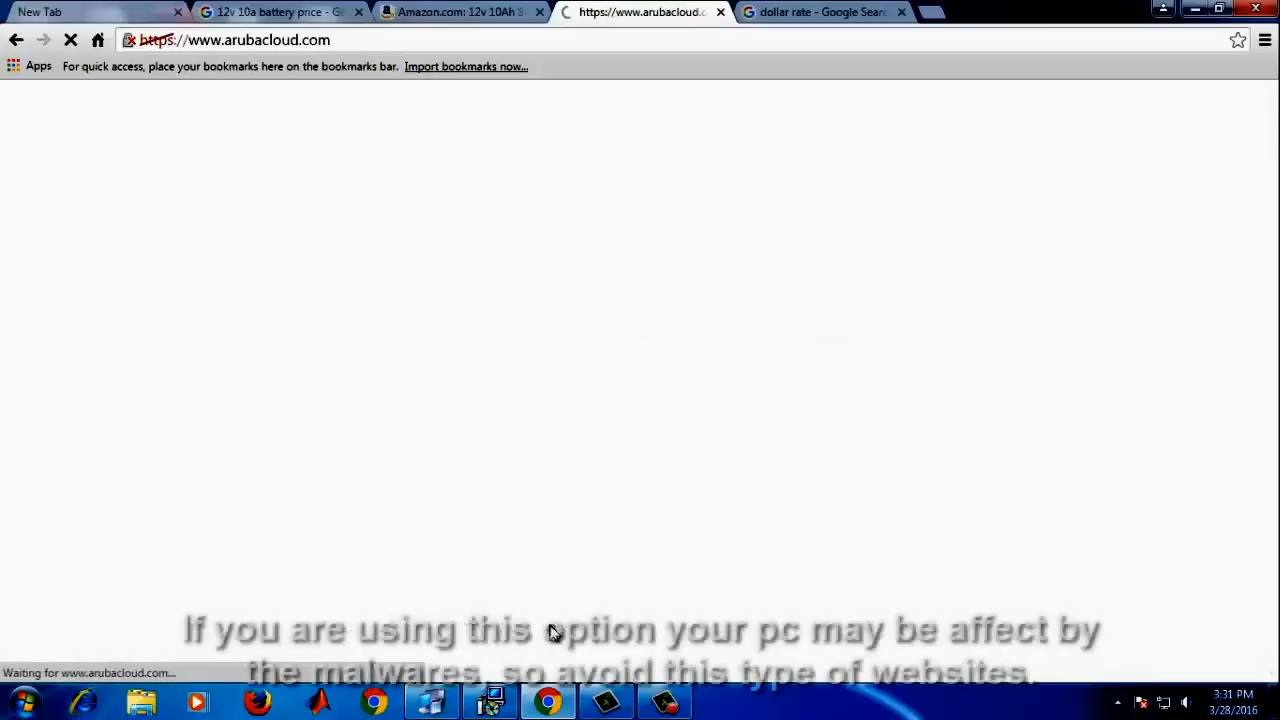 New Tab
12v 10a battery price - G
Amazon.com: 12v 10Ah S
https://www.arubacloud.c
dollar rate - Google Searc
https://www.arubacloud.com
Apps
For quick access, place your bookmarks here on the bookmarks bar. Import bookmarks now...
If you are using this option your pc may be affect by
the malwares, so avoid this type of websites.
Waiting for www.arubacloud.com...
3:31 PM
3/28/2016